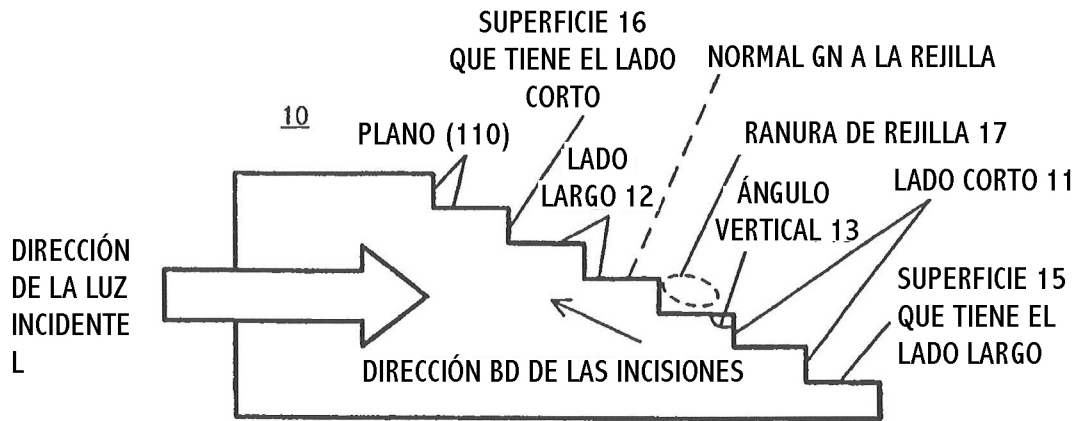 SUPERFICIE 16
QUE TIENE EL LADO
CORTO
NORMAL GN A LA REJILLA
10
PLANO (110)
LADO
LARGO 12
RANURA DE REJILLA 17
ÁNGULO
VERTICAL 13
LADO CORTO 11
DIRECCIÓN
DE LA LUZ
INCIDENTE
L
SUPERFICIE 15
QUE TIENE EL
LADO LARGO
DIRECCIÓN BD DE LAS INCISIONES